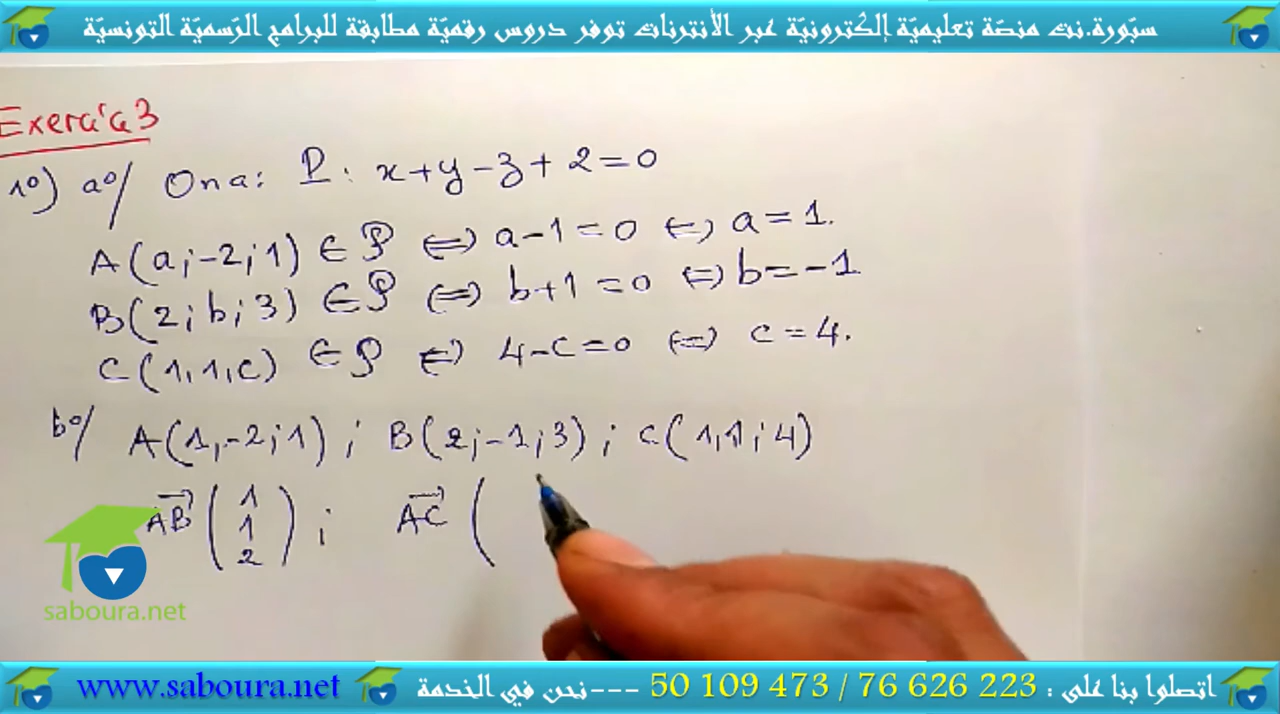 سبّورة.نت منصّة تعليميّة إلكترونيّة عبر الأنترنات توفر دروس رقميّة مطابقة للبرامج الرّسميّة التونسيّة
Exercice 3
1°) a°/ On a : P : x+y-z+2=0
A(a;-2;1) ∈ P ⇔ a-1=0 ⇔ a=1.
B(2;b;3) ∈ P ⇔ b+1=0 ⇔ b=-1
C(1,1,c) ∈ P ⇔ 4-c=0 ⇔ c=4.
b°/ A(1,-2;1) ; B(2;-1;3) ; C(1,1;4)
AB→ (1 1 2) ; AC→ (
saboura.net
www.saboura.net اتصلوا بنا على : 50 109 473 / 76 626 223 ---نحن في الخدمة